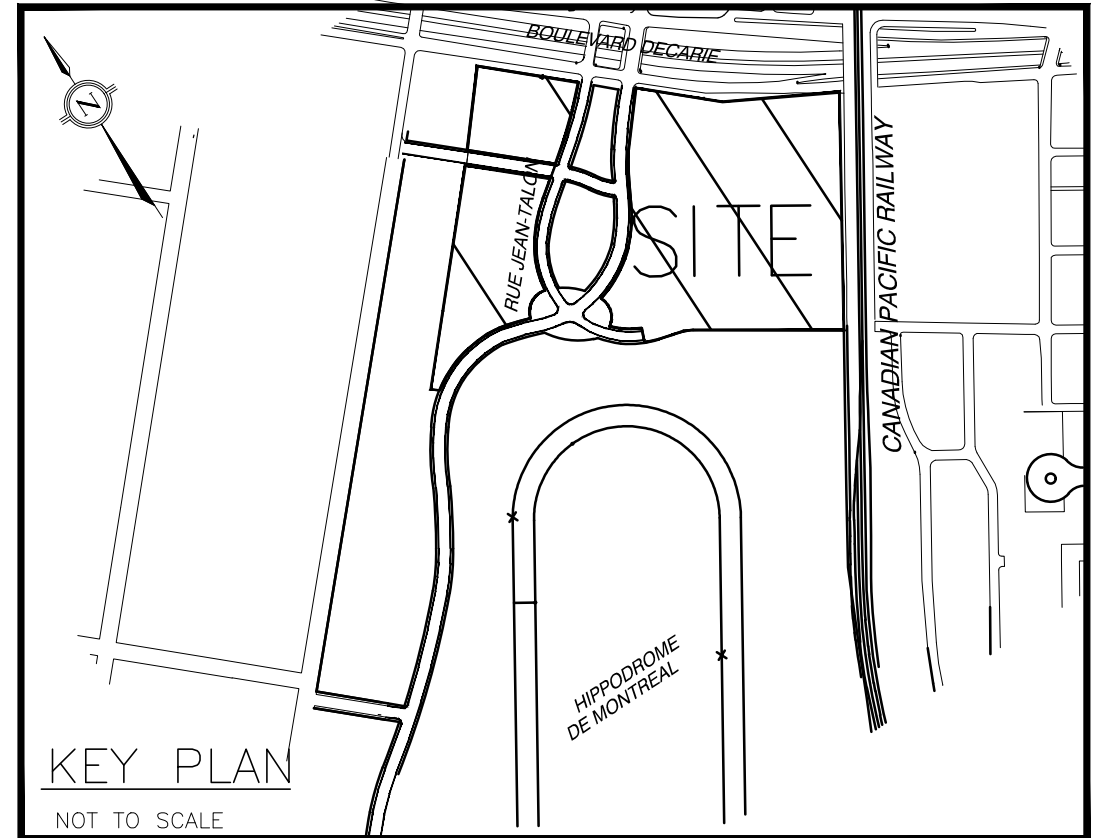 BOULEVARD DECARIE
N
RUE JEAN-TALON
SITE
CANADIAN PACIFIC RAILWAY
HIPPODROME
DE MONTREAL
KEY PLAN
NOT TO SCALE